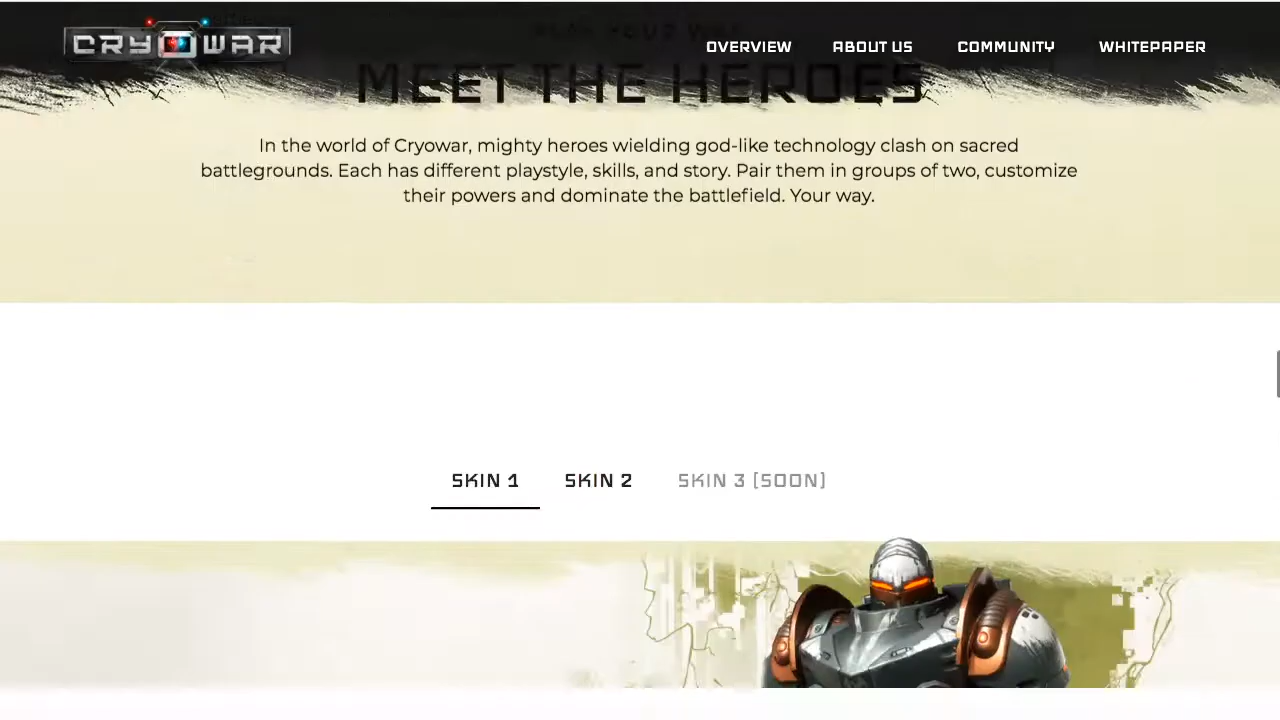 CRYOWAR
OVERVIEW
ABOUT US
COMMUNITY
WHITEPAPER
MEET THE HEROES
In the world of Cryowar, mighty heroes wielding god-like technology clash on sacred
battlegrounds. Each has different playstyle, skills, and story. Pair them in groups of two, customize
their powers and dominate the battlefield. Your way.
SKIN 1
SKIN 2
SKIN 3 [SOON]